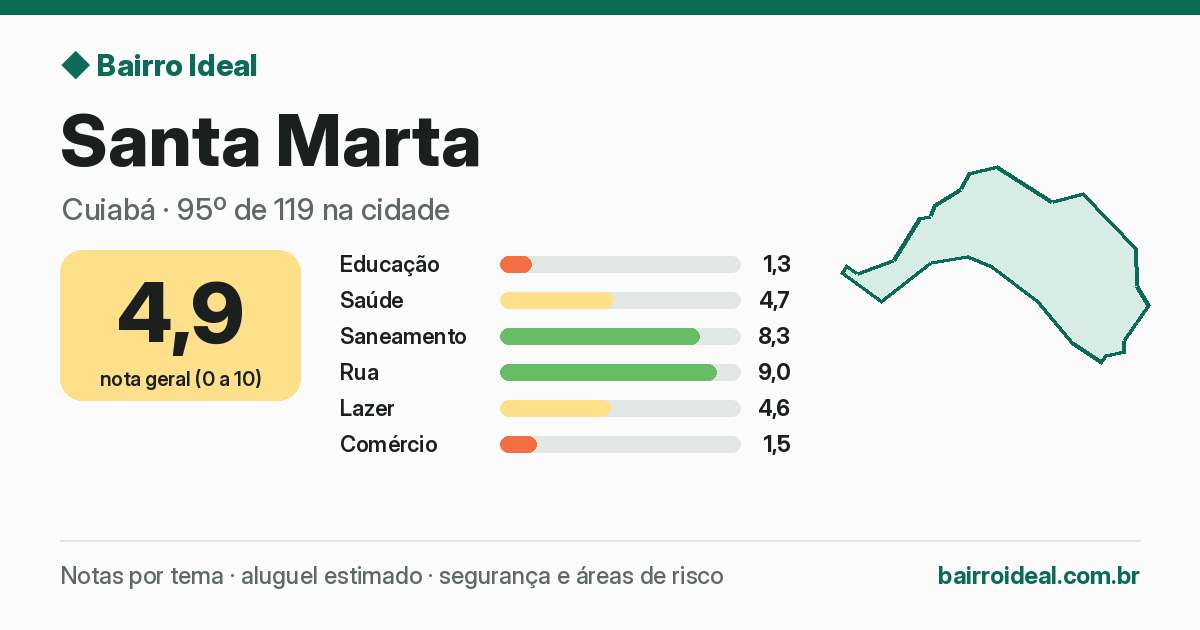 Bairro Ideal
Santa Marta
Cuiabá · 95º de 119 na cidade
4,9
nota geral (0 a 10)
Educação 1,3
Saúde 4,7
Saneamento 8,3
Rua 9,0
Lazer 4,6
Comércio 1,5
Notas por tema · aluguel estimado · segurança e áreas de risco
bairroideal.com.br